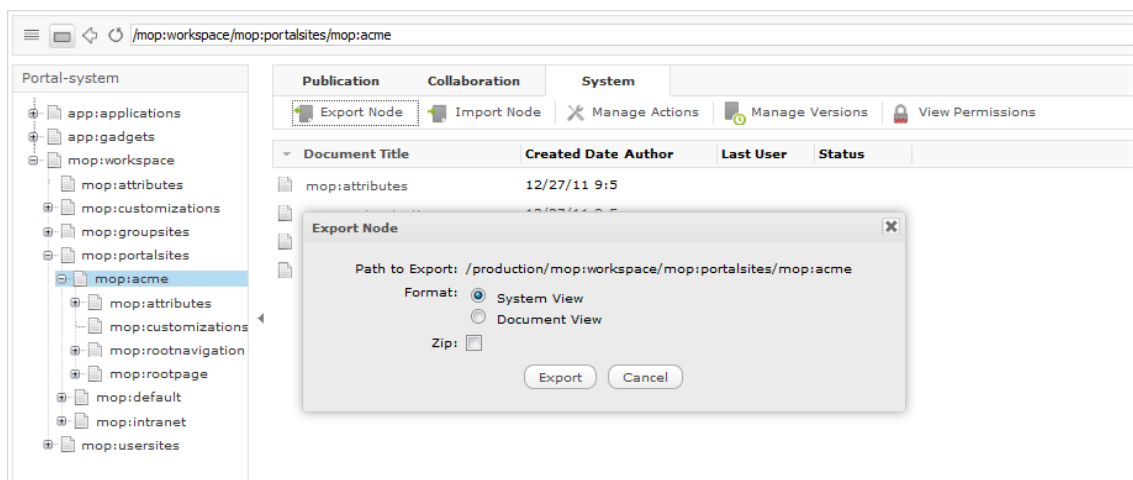 /mop:workspace/mop:portalsites/mop:acme
Portal-system
app:applications
app:gadgets
mop:workspace
mop:attributes
mop:customizations
mop:groupsites
mop:portalsites
mop:acme
mop:attributes
mop:customizations
mop:rootnavigation
mop:rootpage
mop:default
mop:intranet
mop:usersites
Publication Collaboration System
Export Node Import Node Manage Actions Manage Versions View Permissions
Document Title Created Date Author Last User Status
mop:attributes 12/27/11 9:5
Export Node
Path to Export: /production/mop:workspace/mop:portalsites/mop:acme
Format: System View
Document View
Zip:
Export Cancel